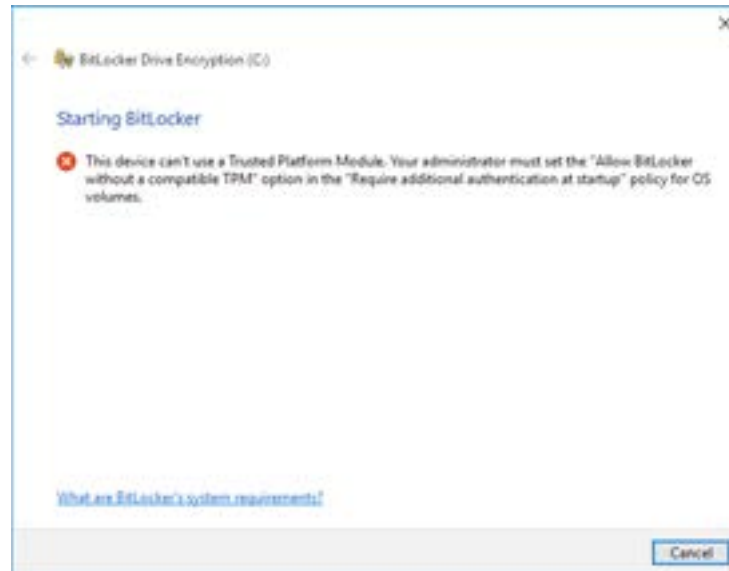 BitLocker Drive Encryption (C:)
Starting BitLocker
This device can't use a Trusted Platform Module. Your administrator must set the "Allow BitLocker
without a compatible TPM" option in the "Require additional authentication at startup" policy for OS
volumes.
What are BitLocker's system requirements?
Cancel